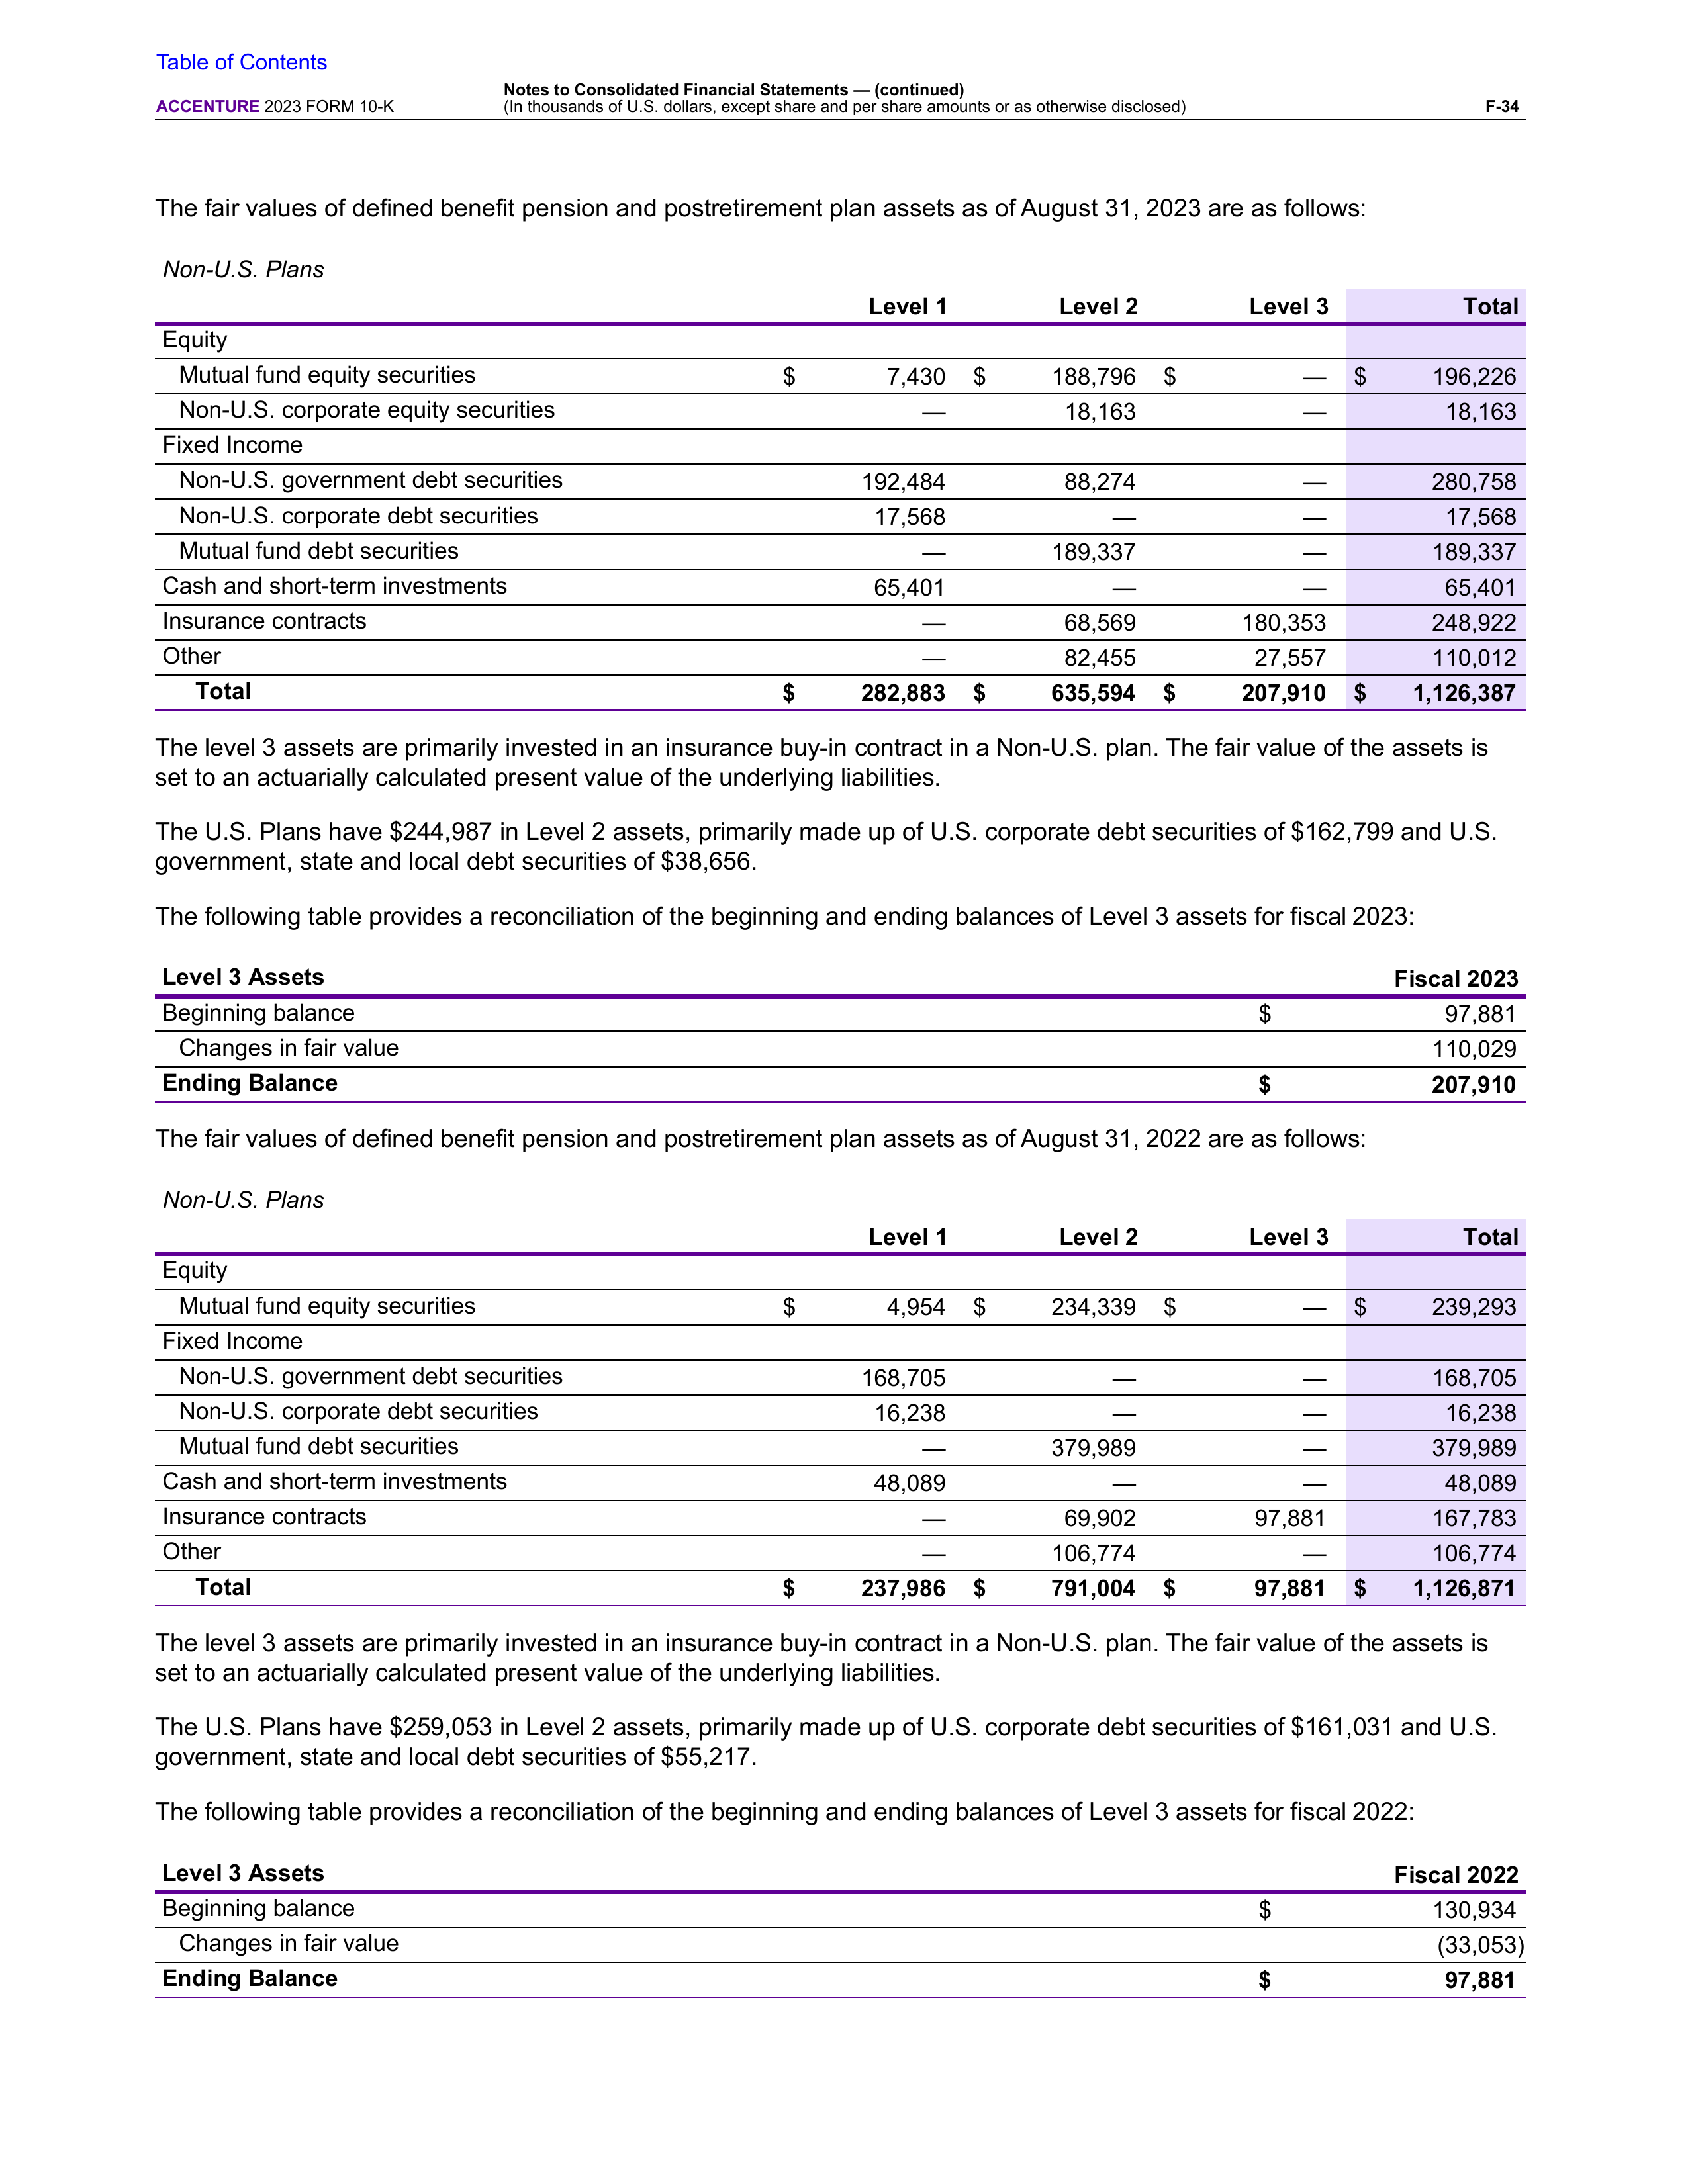 Table of Contents
Notes to Consolidated Financial Statements — (continued)
ACCENTURE 2023 FORM 10-K (In thousands of U.S. dollars, except share and per share amounts or as otherwise disclosed) F-34
The fair values of defined benefit pension and postretirement plan assets as of August 31, 2023 are as follows:
Non-U.S. Plans
Level 1 Level 2 Level 3 Total
Equity
Mutual fund equity securities $ 7,430 $ 188,796 $ — $ 196,226
Non-U.S. corporate equity securities — 18,163 — 18,163
Fixed Income
Non-U.S. government debt securities 192,484 88,274 — 280,758
Non-U.S. corporate debt securities 17,568 — — 17,568
Mutual fund debt securities — 189,337 — 189,337
Cash and short-term investments 65,401 — — 65,401
Insurance contracts — 68,569 180,353 248,922
Other — 82,455 27,557 110,012
Total $ 282,883 $ 635,594 $ 207,910 $ 1,126,387
The level 3 assets are primarily invested in an insurance buy-in contract in a Non-U.S. plan. The fair value of the assets is
set to an actuarially calculated present value of the underlying liabilities.
The U.S. Plans have $244,987 in Level 2 assets, primarily made up of U.S. corporate debt securities of $162,799 and U.S.
government, state and local debt securities of $38,656.
The following table provides a reconciliation of the beginning and ending balances of Level 3 assets for fiscal 2023:
Level 3 Assets Fiscal 2023
Beginning balance $ 97,881
Changes in fair value 110,029
Ending Balance $ 207,910
The fair values of defined benefit pension and postretirement plan assets as of August 31, 2022 are as follows:
Non-U.S. Plans
Level 1 Level 2 Level 3 Total
Equity
Mutual fund equity securities $ 4,954 $ 234,339 $ — $ 239,293
Fixed Income
Non-U.S. government debt securities 168,705 — — 168,705
Non-U.S. corporate debt securities 16,238 — — 16,238
Mutual fund debt securities — 379,989 — 379,989
Cash and short-term investments 48,089 — — 48,089
Insurance contracts — 69,902 97,881 167,783
Other — 106,774 — 106,774
Total $ 237,986 $ 791,004 $ 97,881 $ 1,126,871
The level 3 assets are primarily invested in an insurance buy-in contract in a Non-U.S. plan. The fair value of the assets is
set to an actuarially calculated present value of the underlying liabilities.
The U.S. Plans have $259,053 in Level 2 assets, primarily made up of U.S. corporate debt securities of $161,031 and U.S.
government, state and local debt securities of $55,217.
The following table provides a reconciliation of the beginning and ending balances of Level 3 assets for fiscal 2022:
Level 3 Assets Fiscal 2022
Beginning balance $ 130,934
Changes in fair value (33,053)
Ending Balance $ 97,881